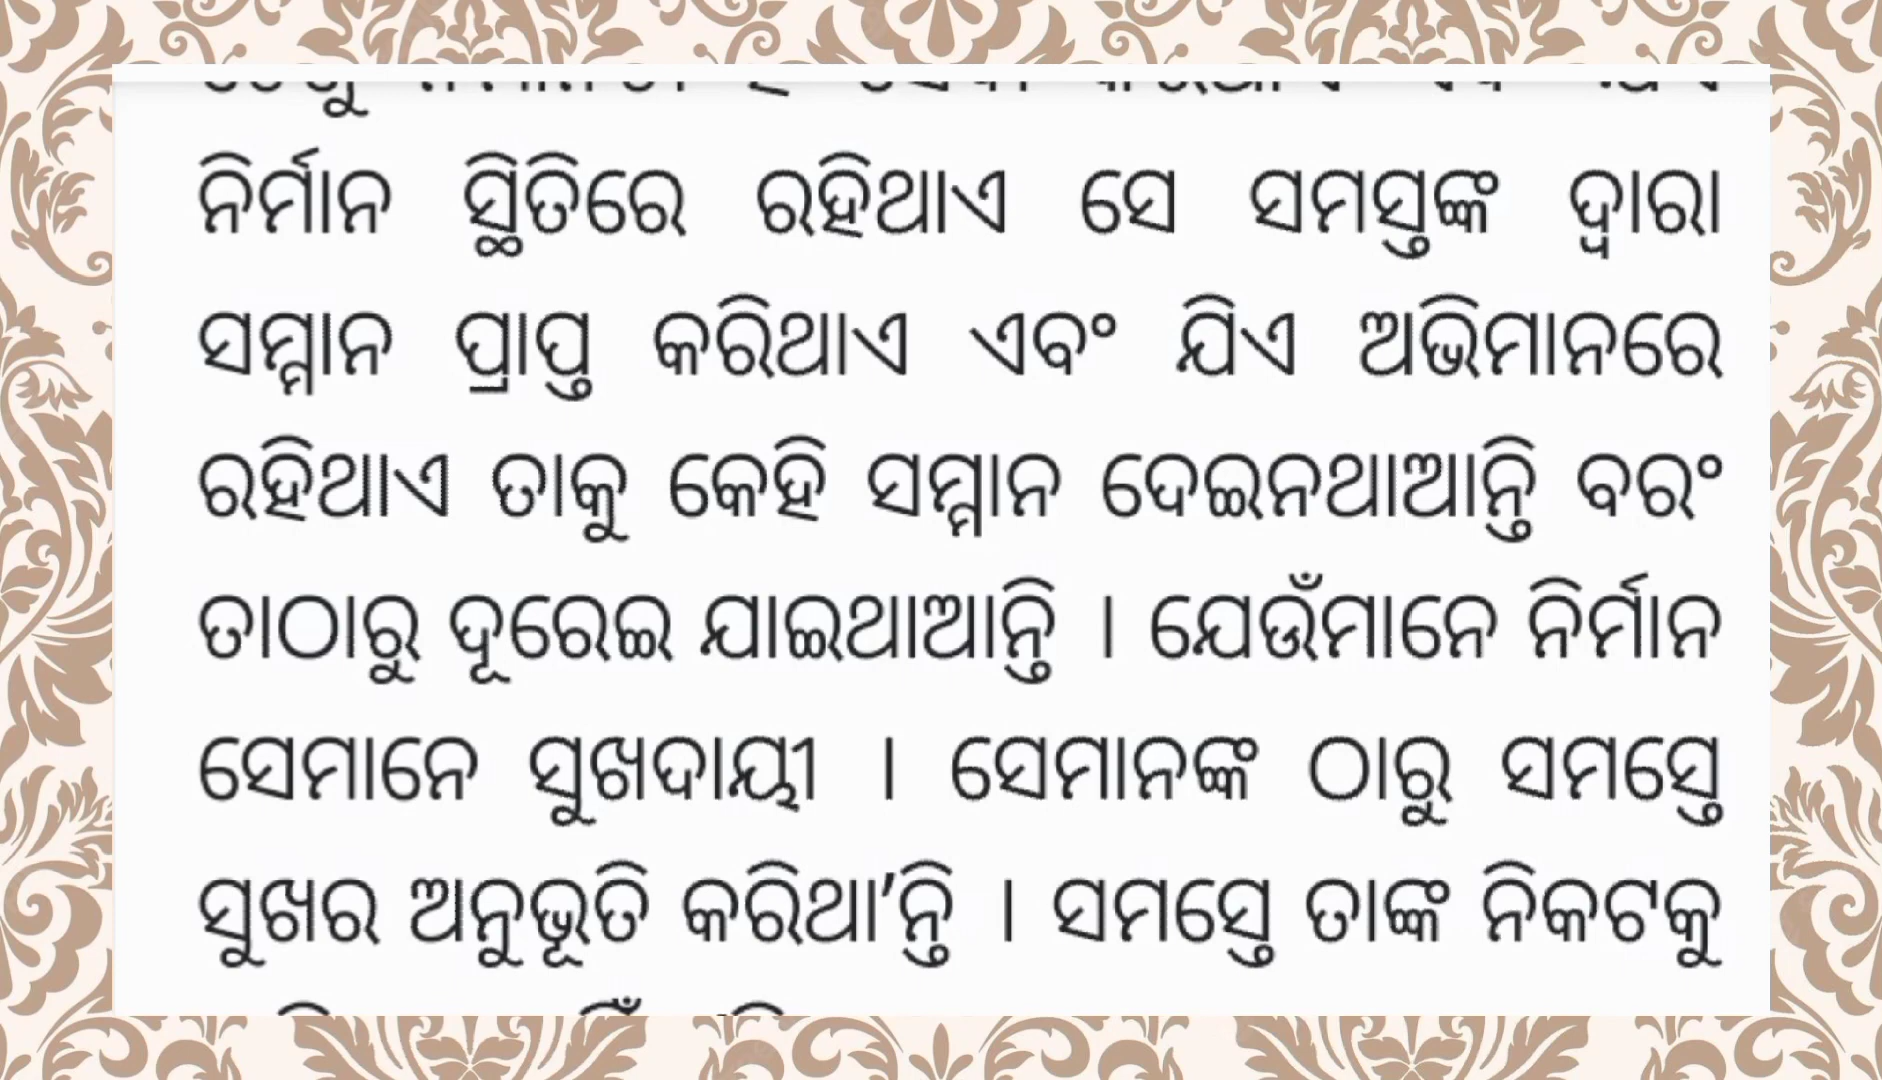 ନିର୍ମାନ ସ୍ଥିତିରେ ରହିଥାଏ ସେ ସମସ୍ତଙ୍କ ଦ୍ୱାରା
ସମ୍ମାନ ପ୍ରାପ୍ତ କରିଥାଏ ଏବଂ ଯିଏ ଅଭିମାନରେ
ରହିଥାଏ ତାକୁ କେହି ସମ୍ମାନ ଦେଇନଥାଆନ୍ତି ବରଂ
ତାଠାରୁ ଦୂରେଇ ଯାଇଥାଆନ୍ତି । ଯେଉଁମାନେ ନିର୍ମାନ
ସେମାନେ ସୁଖଦାୟୀ । ସେମାନଙ୍କ ଠାରୁ ସମସ୍ତେ
ସୁଖର ଅନୁଭୂତି କରିଥା’ନ୍ତି । ସମସ୍ତେ ତାଙ୍କ ନିକଟକୁ